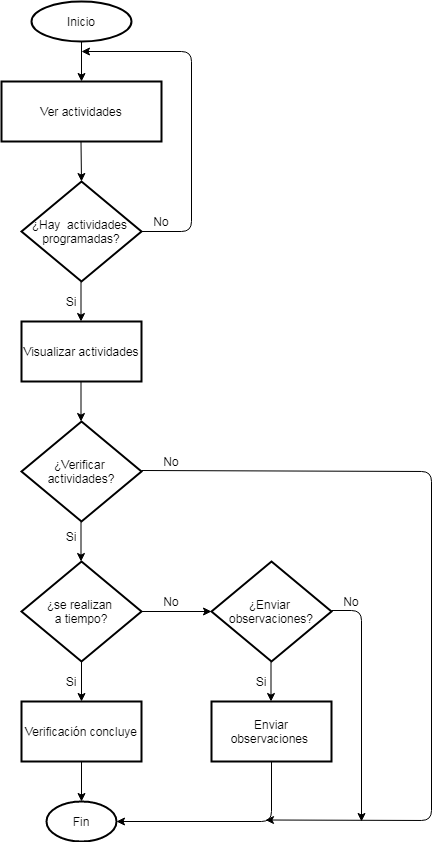 Inicio
Ver actividades
¿Hay actividades
programadas?
No
Si
Visualizar actividades
¿Verificar
actividades?
No
Si
¿se realizan
a tiempo?
No
¿Enviar
observaciones?
No
Si
Si
Verificación concluye
Enviar
observaciones
Fin